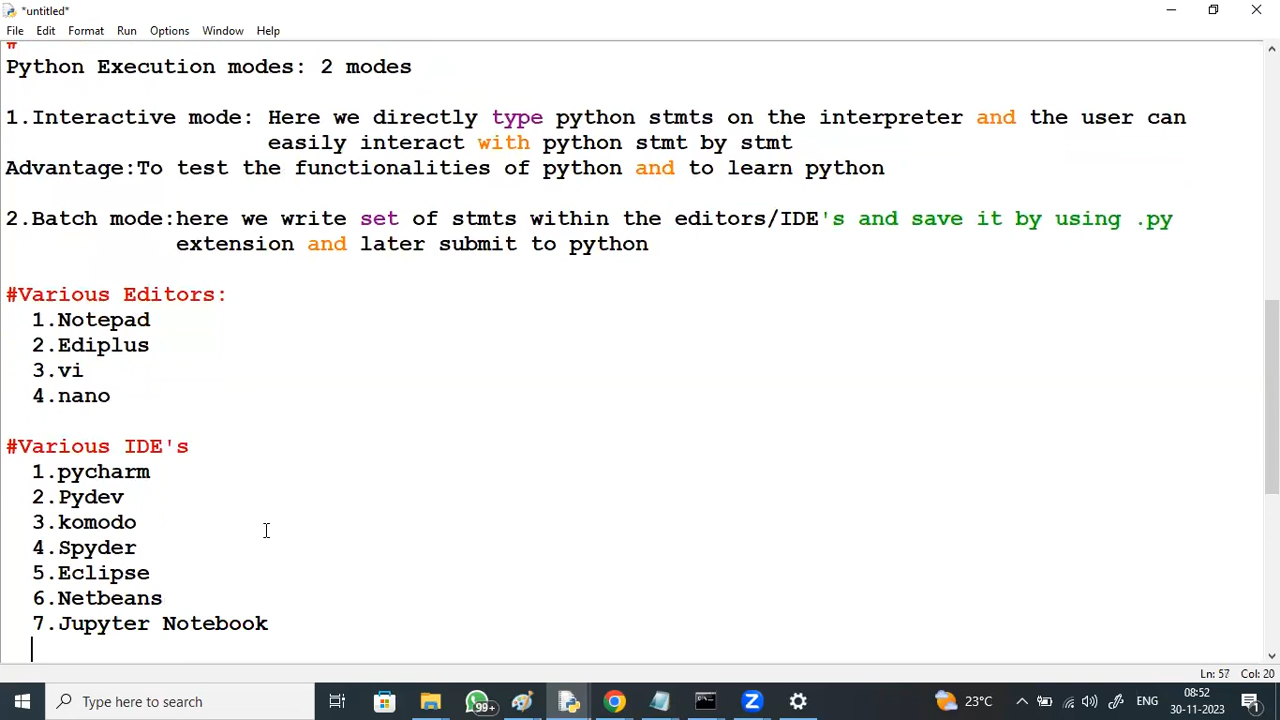 *untitled*
File Edit Format Run Options Window Help
Python Execution modes: 2 modes
1.Interactive mode: Here we directly type python stmts on the interpreter and the user can
easily interact with python stmt by stmt
Advantage:To test the functionalities of python and to learn python
2.Batch mode:here we write set of stmts within the editors/IDE's and save it by using .py
extension and later submit to python
#Various Editors:
1.Notepad
2.Ediplus
3.vi
4.nano
#Various IDE's
1.pycharm
2.Pydev
3.komodo
4.Spyder
5.Eclipse
6.Netbeans
7.Jupyter Notebook
Ln: 57 Col: 20
Type here to search
99+
23°C
ENG
08:52
30-11-2023
1